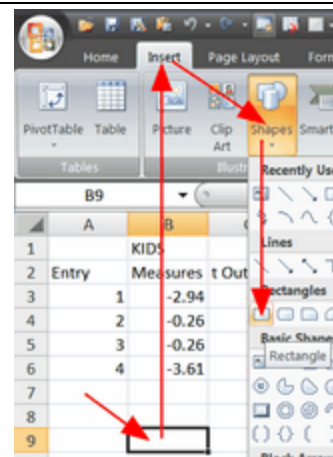 Home Insert Page Layout Form
PivotTable Table Picture Clip Art Shapes Smart
Tables Illustr
Recently Us
B9
Lines
A B
1 KIDS
2 Entry Measures t Out
Rectangles
3 1 -2.94
4 2 -0.26
Basic Shape
Rectangle
5 3 -0.26
6 4 -3.61
7
8
9